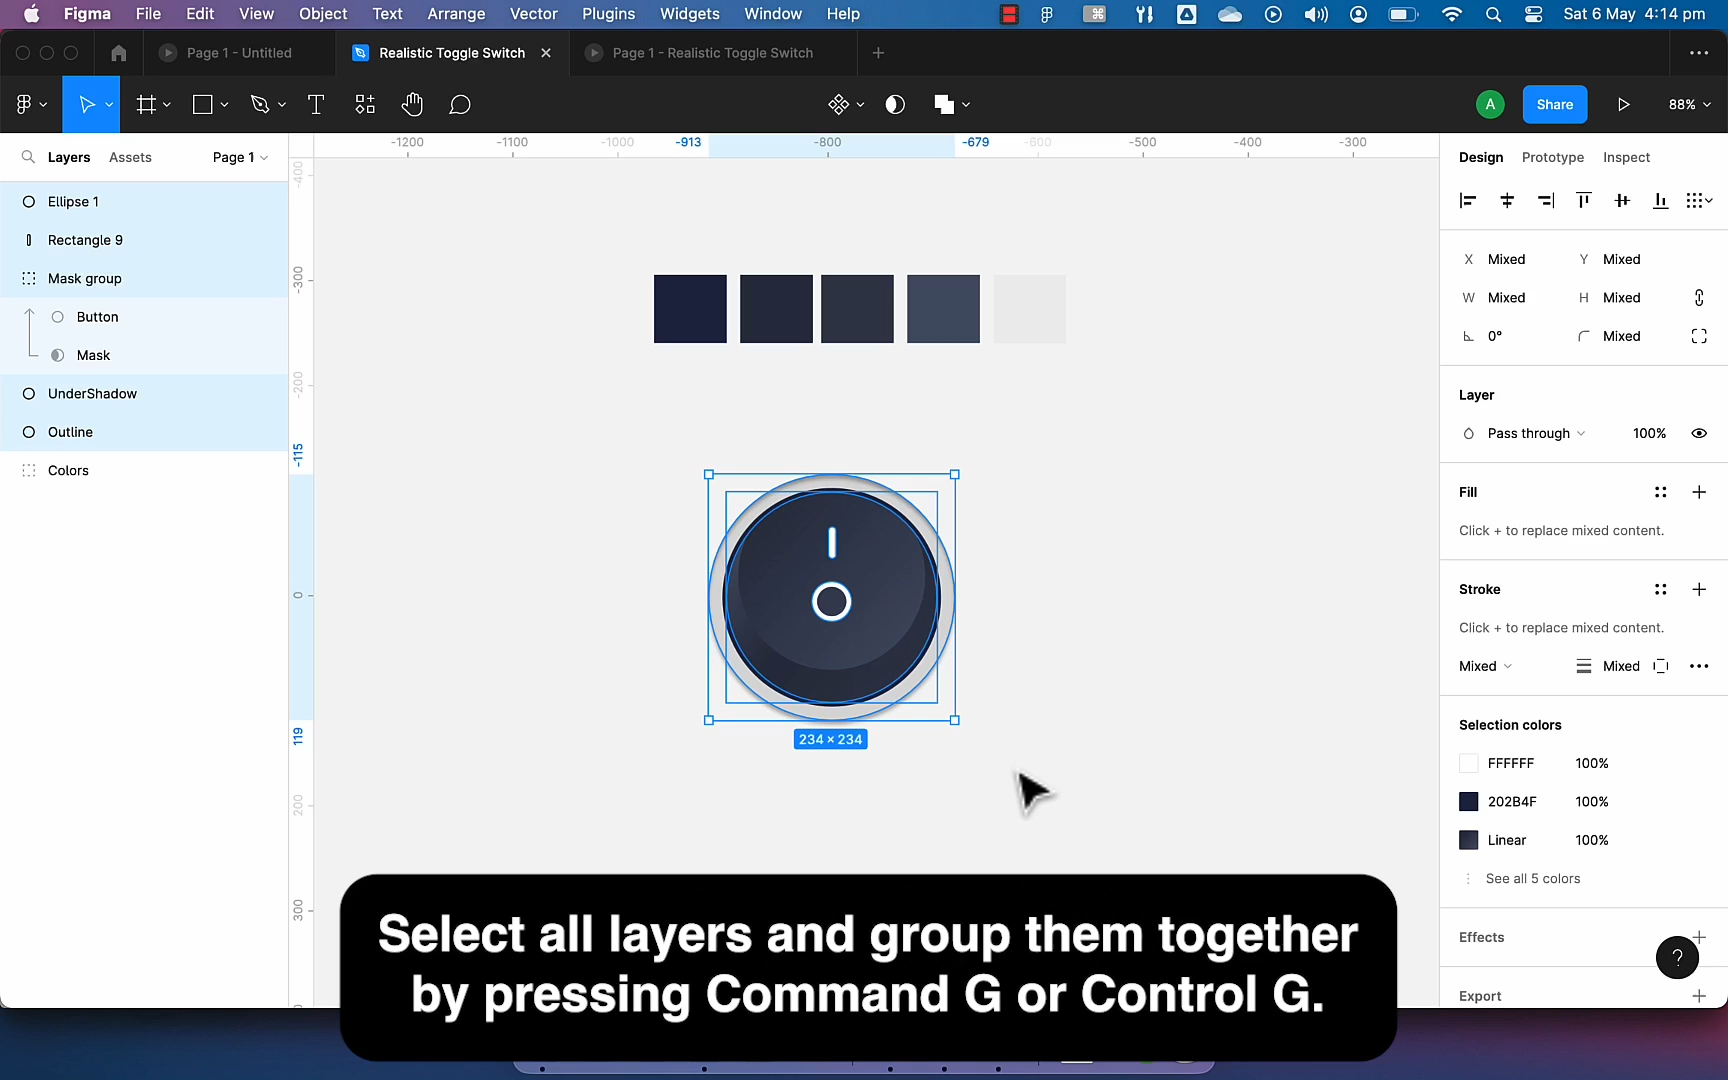 Figma File Edit View Object Text Arrange Vector Plugins Widgets Window Help Sat 6 May 4:14 pm
Page 1 - Untitled Realistic Toggle Switch Page 1 - Realistic Toggle Switch
A Share 88%
Layers Assets Page 1
-1200 -1100 -1000 -913 -800 -679 -600 -500 -400 -300
Design Prototype Inspect
-400
-300
-200
-115
0
119
200
300
Ellipse 1
Rectangle 9
Mask group
Button
Mask
UnderShadow
Outline
Colors
234 × 234
X Mixed Y Mixed
W Mixed H Mixed
0° Mixed
Layer
Pass through 100%
Fill
Click + to replace mixed content.
Stroke
Click + to replace mixed content.
Mixed Mixed
Selection colors
FFFFFF 100%
202B4F 100%
Linear 100%
See all 5 colors
Effects
?
Export
Select all layers and group them together
by pressing Command G or Control G.